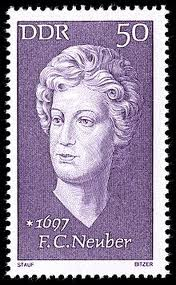 DDR 50
*1697
F.C. Neuber
STAUF BITZER